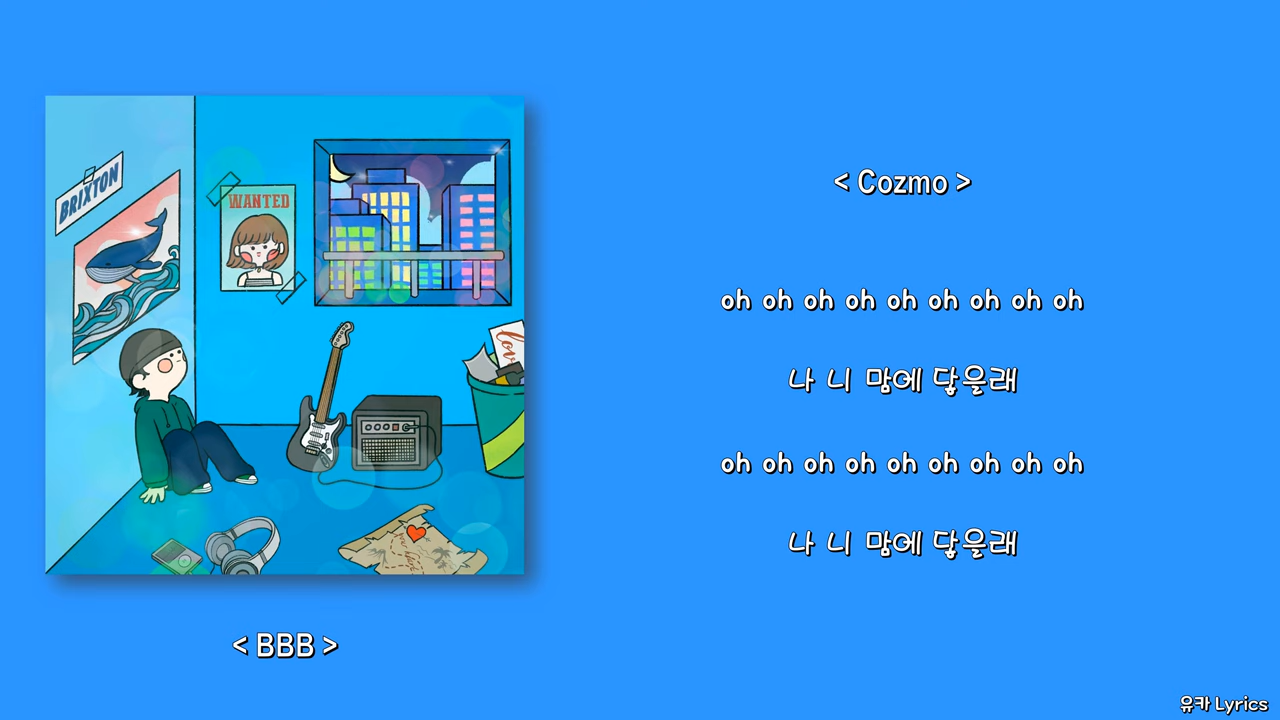 BRIXTON
WANTED
love
< BBB >
< Cozmo >
oh oh oh oh oh oh oh oh oh
나 니 맘에 닿을래
oh oh oh oh oh oh oh oh oh
나 니 맘에 닿을래
유카 Lyrics